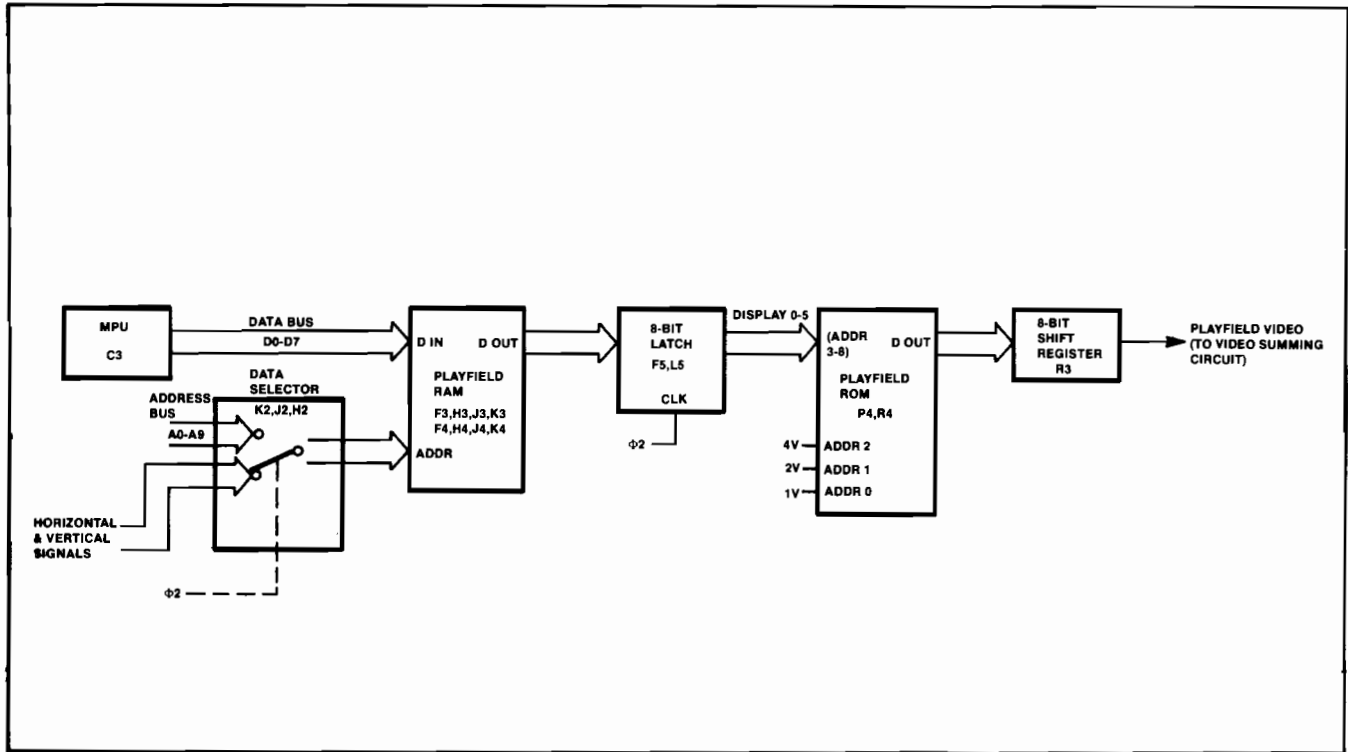 MPU
C3
DATA BUS
D0-D7
DATA
SELECTOR
K2,J2,H2
ADDRESS
BUS
A0-A9
HORIZONTAL
& VERTICAL
SIGNALS
Φ2
D IN
D OUT
PLAYFIELD
RAM
F3,H3,J3,K3
F4,H4,J4,K4
ADDR
8-BIT
LATCH
F5,L5
CLK
Φ2
DISPLAY 0-5
(ADDR
3-8)
D OUT
PLAYFIELD
ROM
P4,R4
4V
ADDR 2
2V
ADDR 1
1V
ADDR 0
8-BIT
SHIFT
REGISTER
R3
PLAYFIELD VIDEO
(TO VIDEO SUMMING
CIRCUIT)